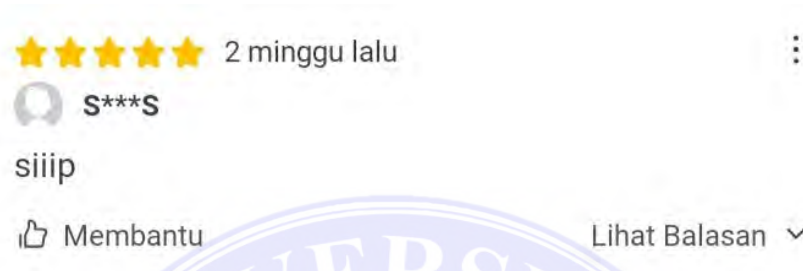 2 minggu lalu
S***S
siiip
Membantu
Lihat Balasan